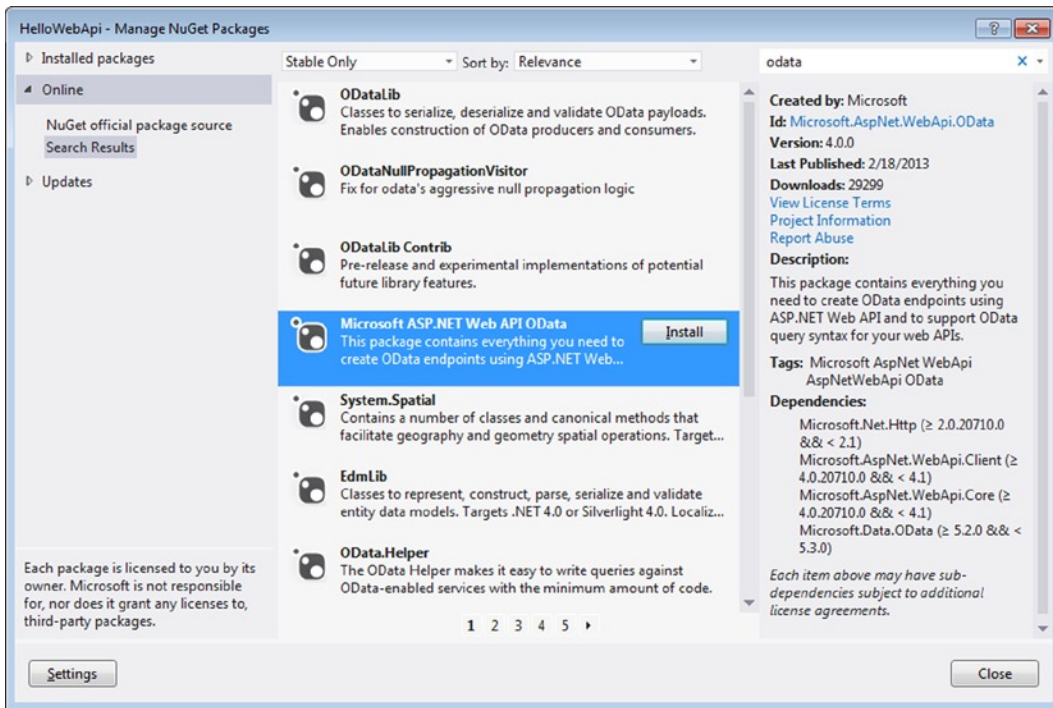 HelloWebApi - Manage NuGet Packages
Installed packages
Online
NuGet official package source
Search Results
Updates
Each package is licensed to you by its
owner. Microsoft is not responsible
for, nor does it grant any licenses to,
third-party packages.
Stable Only
Sort by: Relevance
ODataLib
Classes to serialize, deserialize and validate OData payloads.
Enables construction of OData producers and consumers.
ODataNullPropagationVisitor
Fix for odata's aggressive null propagation logic
ODataLib Contrib
Pre-release and experimental implementations of potential
future library features.
Microsoft ASP.NET Web API OData
This package contains everything you need to
create OData endpoints using ASP.NET Web...
Install
System.Spatial
Contains a number of classes and canonical methods that
facilitate geography and geometry spatial operations. Target...
EdmLib
Classes to represent, construct, parse, serialize and validate
entity data models. Targets .NET 4.0 or Silverlight 4.0. Localiz...
OData.Helper
The OData Helper makes it easy to write queries against
OData-enabled services with the minimum amount of code.
1 2 3 4 5
odata
Created by: Microsoft
Id: Microsoft.AspNet.WebApi.OData
Version: 4.0.0
Last Published: 2/18/2013
Downloads: 29299
View License Terms
Project Information
Report Abuse
Description:
This package contains everything you
need to create OData endpoints using
ASP.NET Web API and to support OData
query syntax for your web APIs.
Tags: Microsoft AspNet WebApi
AspNetWebApi OData
Dependencies:
Microsoft.Net.Http (≥ 2.0.20710.0
&& < 2.1)
Microsoft.AspNet.WebApi.Client (≥
4.0.20710.0 && < 4.1)
Microsoft.AspNet.WebApi.Core (≥
4.0.20710.0 && < 4.1)
Microsoft.Data.OData (≥ 5.2.0 && <
5.3.0)
Each item above may have sub-
dependencies subject to additional
license agreements.
Settings
Close